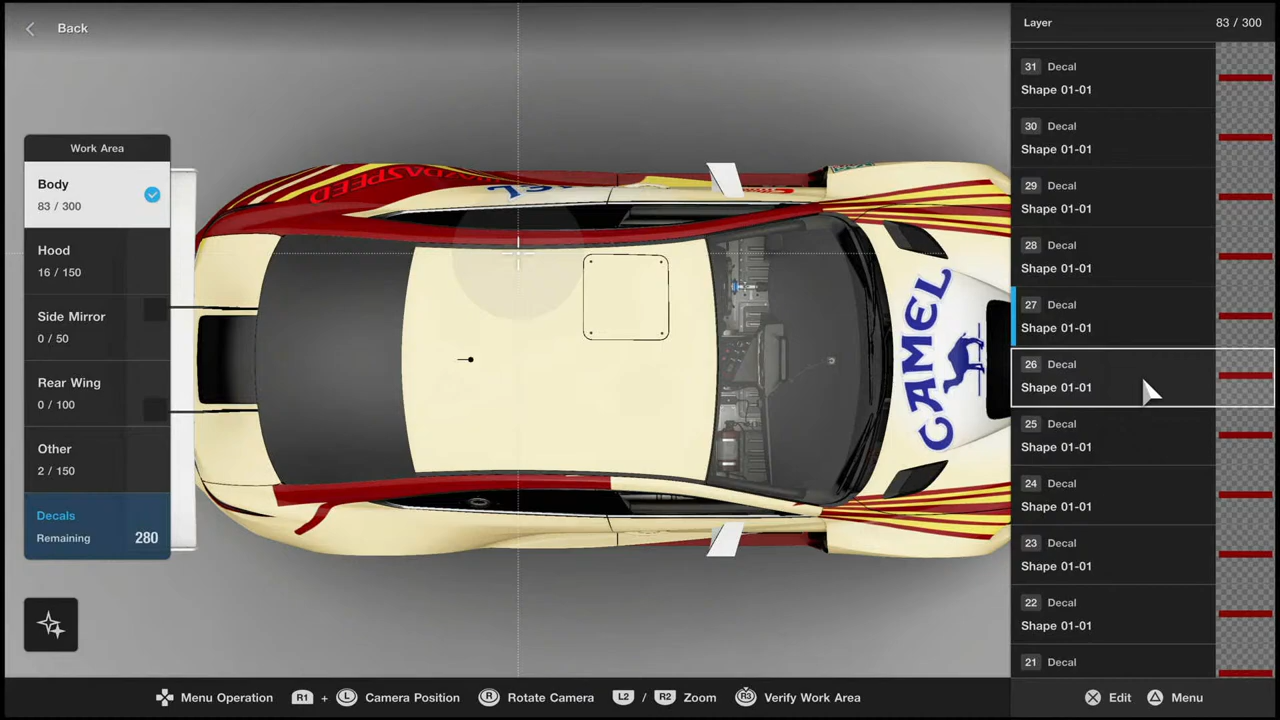 Back
Layer 83 / 300
Work Area
Body
83 / 300
Hood
16 / 150
Side Mirror
0 / 50
Rear Wing
0 / 100
Other
2 / 150
Decals
Remaining 280
MAZDASPEED
CAMEL
31 Decal
Shape 01-01
30 Decal
Shape 01-01
29 Decal
Shape 01-01
28 Decal
Shape 01-01
27 Decal
Shape 01-01
26 Decal
Shape 01-01
25 Decal
Shape 01-01
24 Decal
Shape 01-01
23 Decal
Shape 01-01
22 Decal
Shape 01-01
21 Decal
Menu Operation R1 + L Camera Position R Rotate Camera L2 / R2 Zoom R3 Verify Work Area Edit Menu